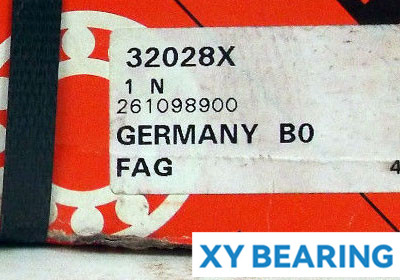 32028X
1 N
261098900
GERMANY B0
FAG
4
XY BEARING